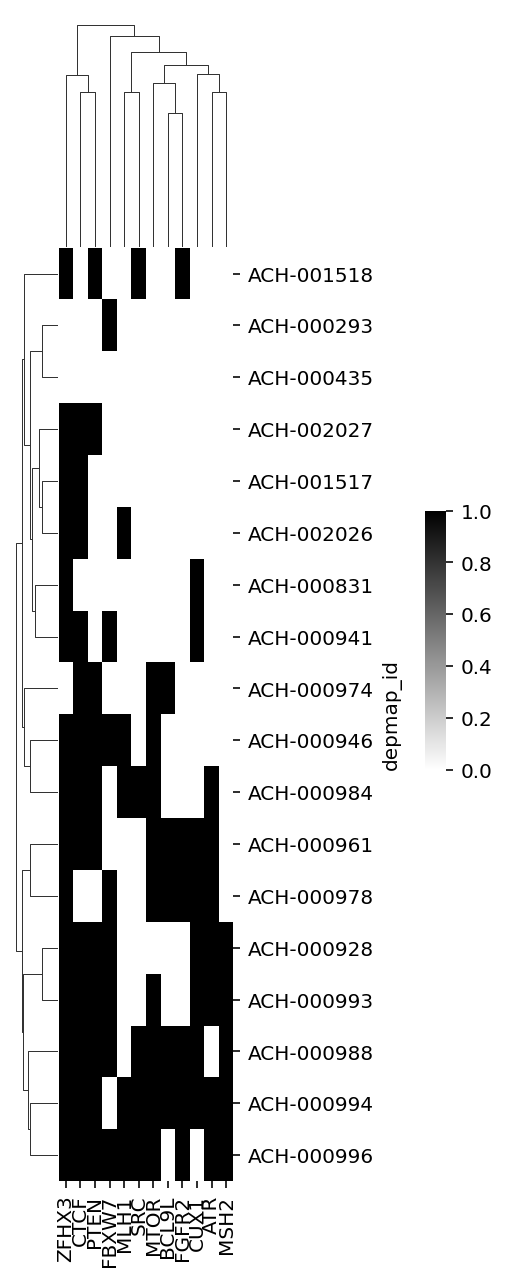 ACH-001518
ACH-000293
ACH-000435
ACH-002027
ACH-001517
ACH-002026
ACH-000831
ACH-000941
ACH-000974
ACH-000946
ACH-000984
ACH-000961
ACH-000978
ACH-000928
ACH-000993
ACH-000988
ACH-000994
ACH-000996
depmap_id
1.0
0.8
0.6
0.4
0.2
0.0
ZFHX3
CTCF
PTEN
FBXW7
MLH1
SRC
MTOR
BCL9L
FGFR2
CUX1
ATR
MSH2